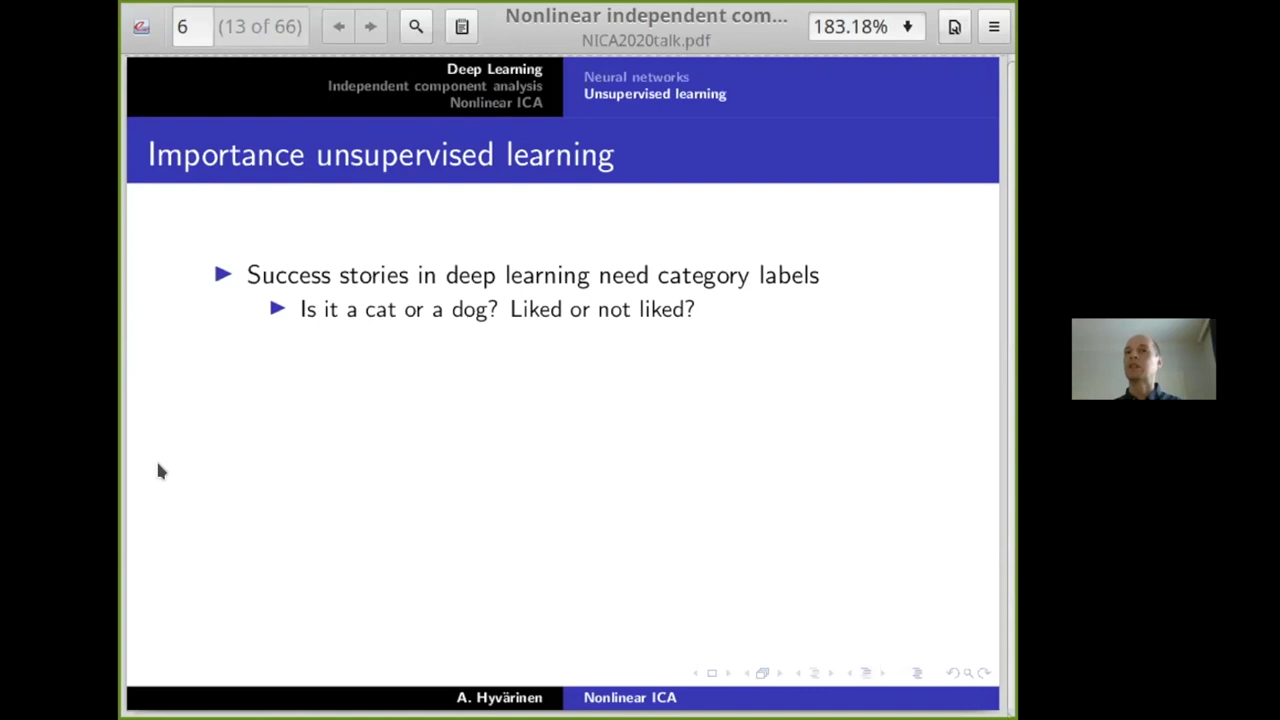 6 (13 of 66) Nonlinear independent com... 183.18%
NICA2020talk.pdf
Deep Learning
Independent component analysis
Nonlinear ICA
Neural networks
Unsupervised learning
Importance unsupervised learning
Success stories in deep learning need category labels
Is it a cat or a dog? Liked or not liked?
A. Hyvärinen
Nonlinear ICA